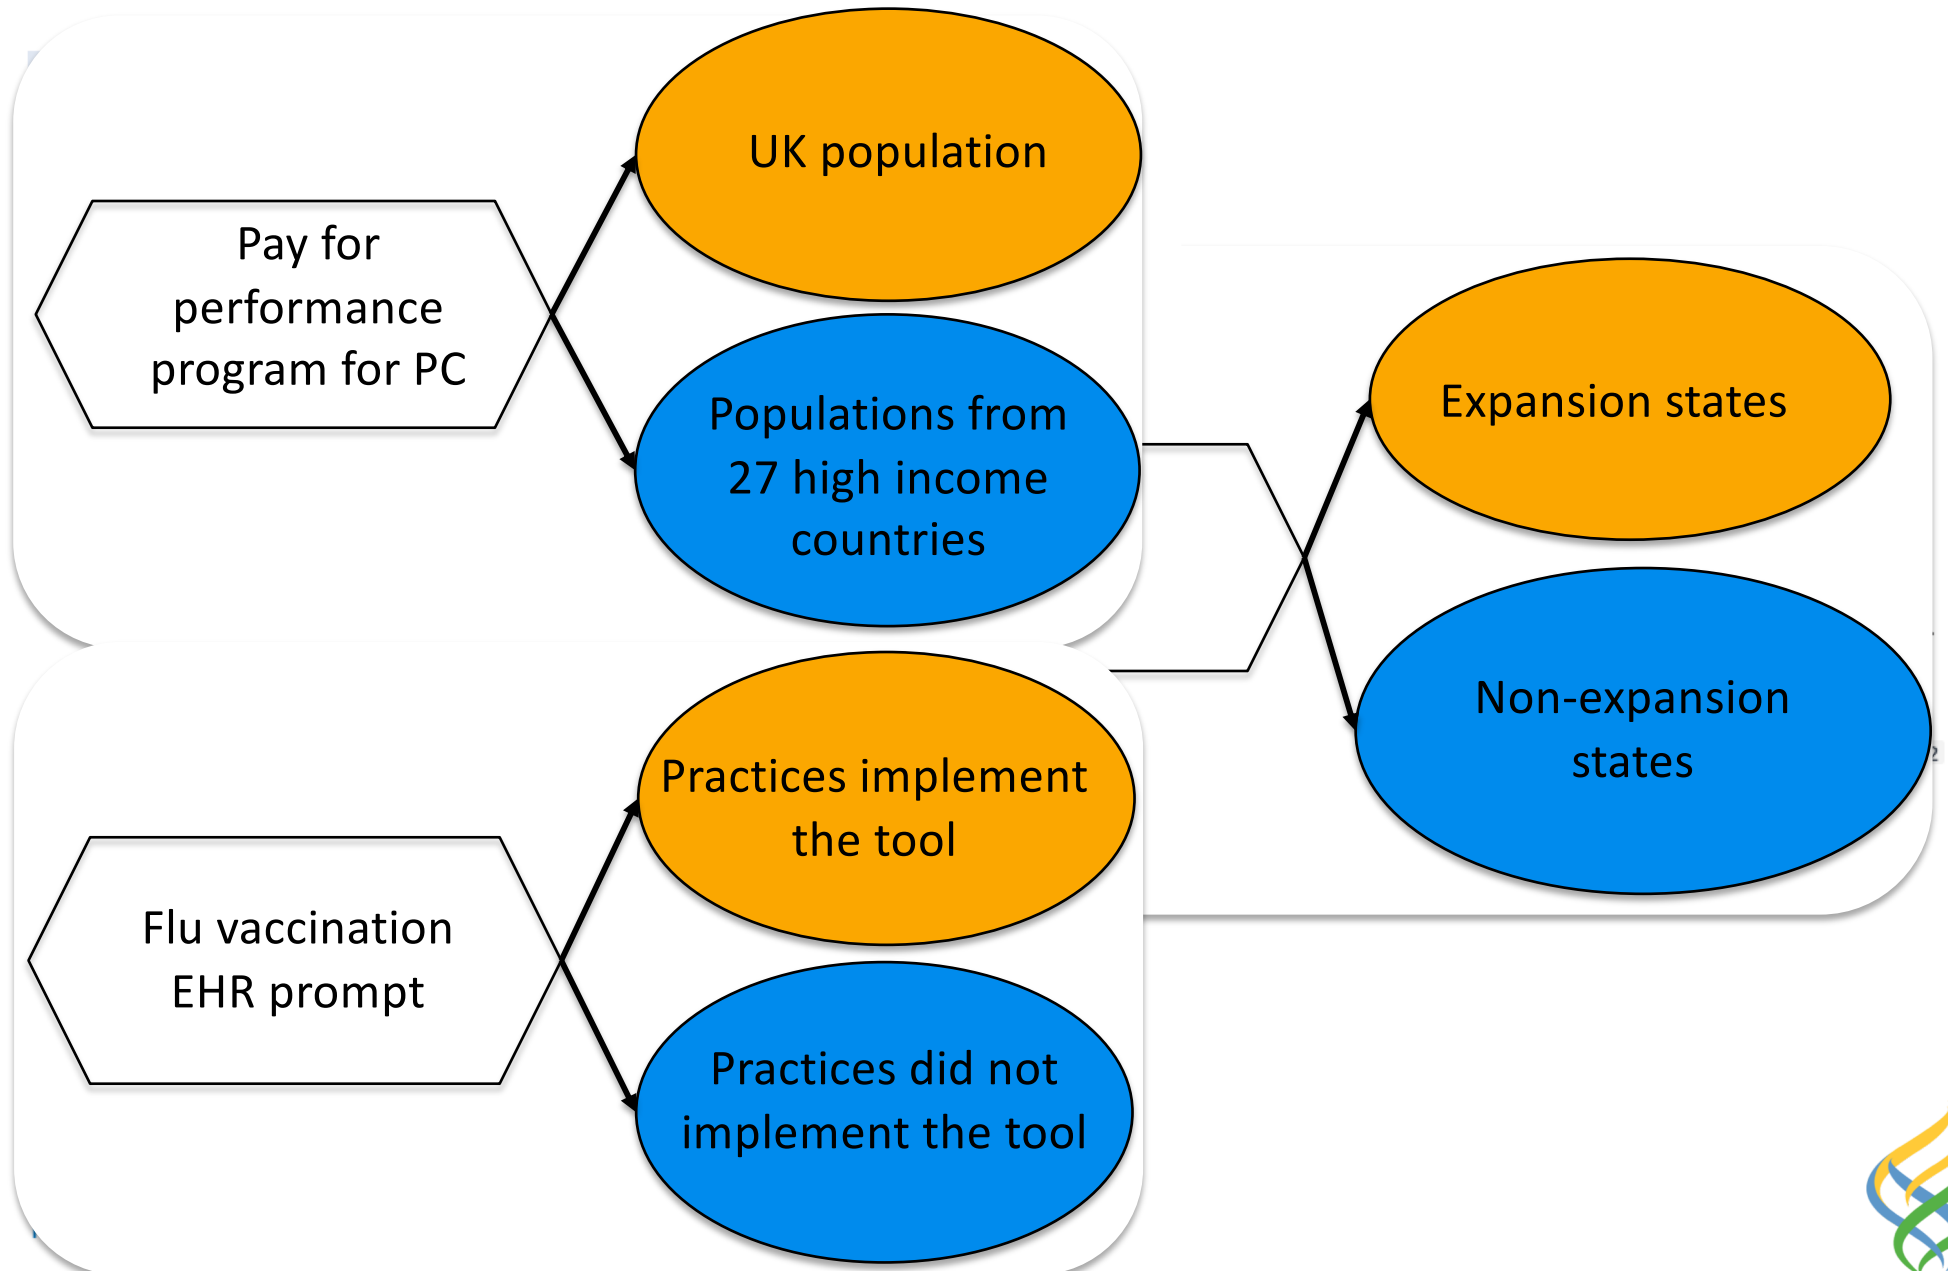 UK population
Pay for
performance
program for PC
Populations from
27 high income
countries
Expansion states
Non-expansion
states
Practices implement
the tool
Flu vaccination
EHR prompt
Practices did not
implement the tool